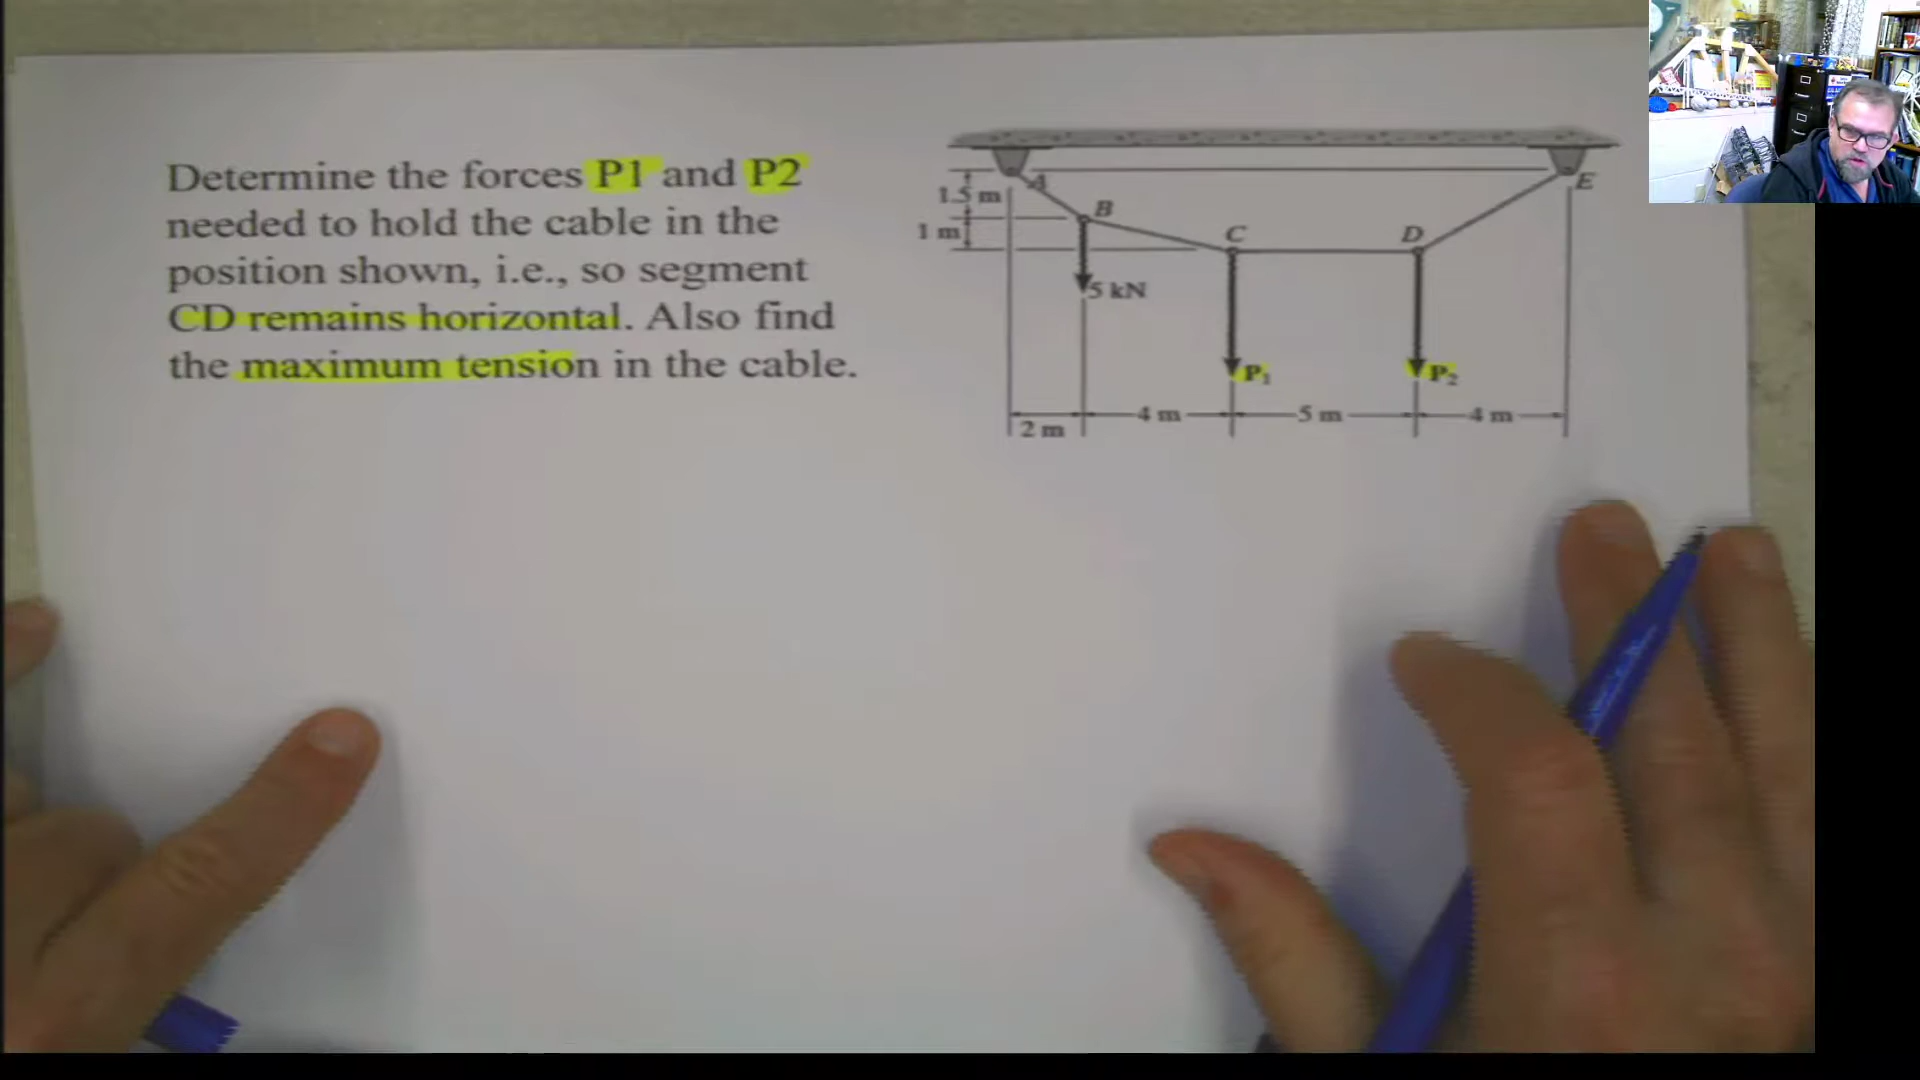 Determine the forces P1 and P2
needed to hold the cable in the
position shown, i.e., so segment
CD remains horizontal. Also find
the maximum tension in the cable.
A
E
1.5 m
B
1 m
C
D
5 kN
P₁
P₂
4 m
5 m
4 m
2 m